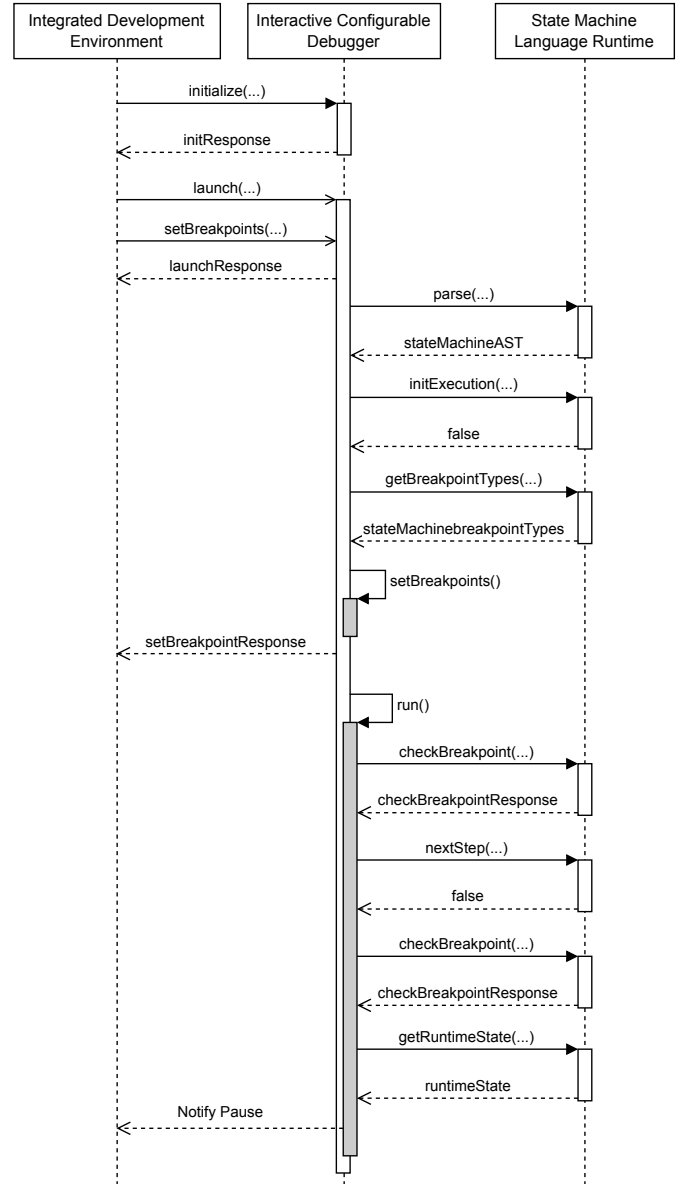 Integrated Development
Environment
Interactive Configurable
Debugger
State Machine
Language Runtime
initialize(...)
initResponse
launch(...)
setBreakpoints(...)
launchResponse
parse(...)
stateMachineAST
initExecution(...)
false
getBreakpointTypes(...)
stateMachinebreakpointTypes
setBreakpoints()
setBreakpointResponse
run()
checkBreakpoint(...)
checkBreakpointResponse
nextStep(...)
false
checkBreakpoint(...)
checkBreakpointResponse
getRuntimeState(...)
runtimeState
Notify Pause